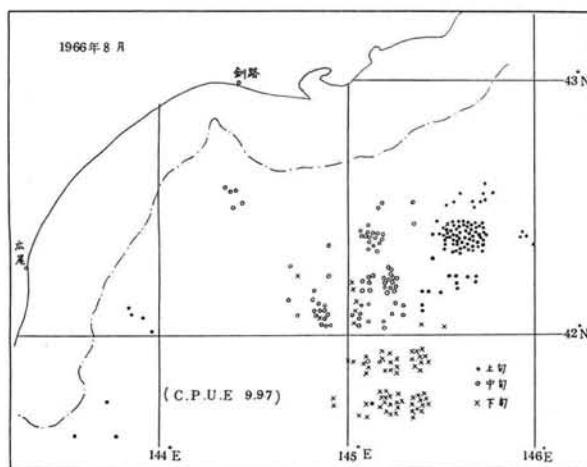 1966年8月
釧路
43°N
広尾
42°N
• 上旬
○ 中旬
× 下旬
(C.P.U.E 9.97)
144°E
145°E
146°E